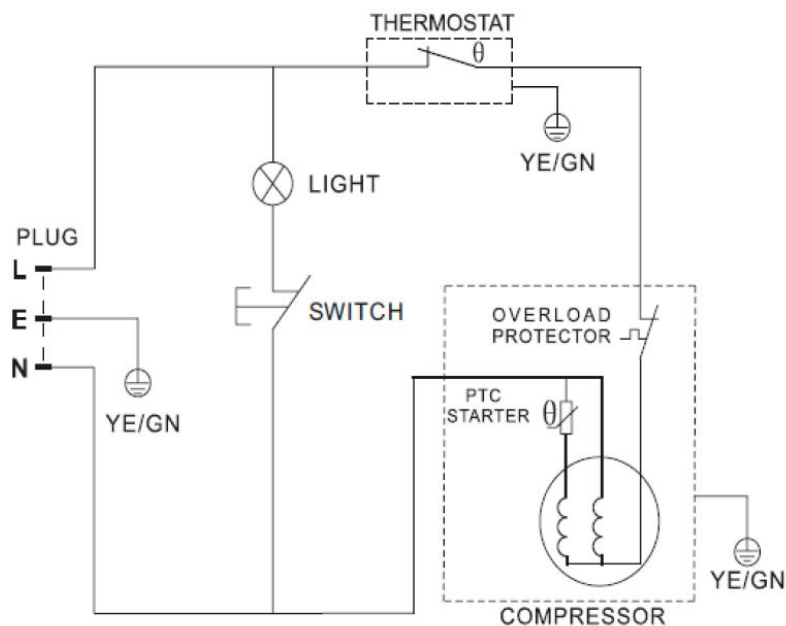 THERMOSTAT
θ
YE/GN
LIGHT
PLUG
L
E
N
YE/GN
SWITCH
OVERLOAD
PROTECTOR
PTC
STARTER
θ
YE/GN
COMPRESSOR